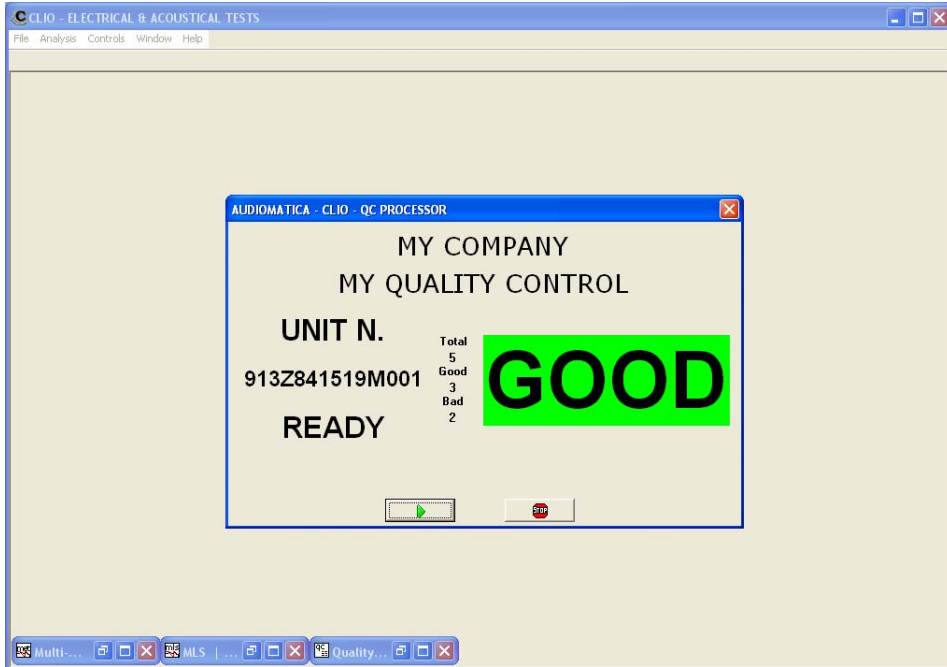 CLIO - ELECTRICAL & ACOUSTICAL TESTS
File Analysis Controls Window Help
AUDIOMATICA - CLIO - QC PROCESSOR
MY COMPANY
MY QUALITY CONTROL
UNIT N.
913Z841519M001
READY
Total
5
Good
3
Bad
2
GOOD
STOP
Multi-...
MLS | ...
Quality...